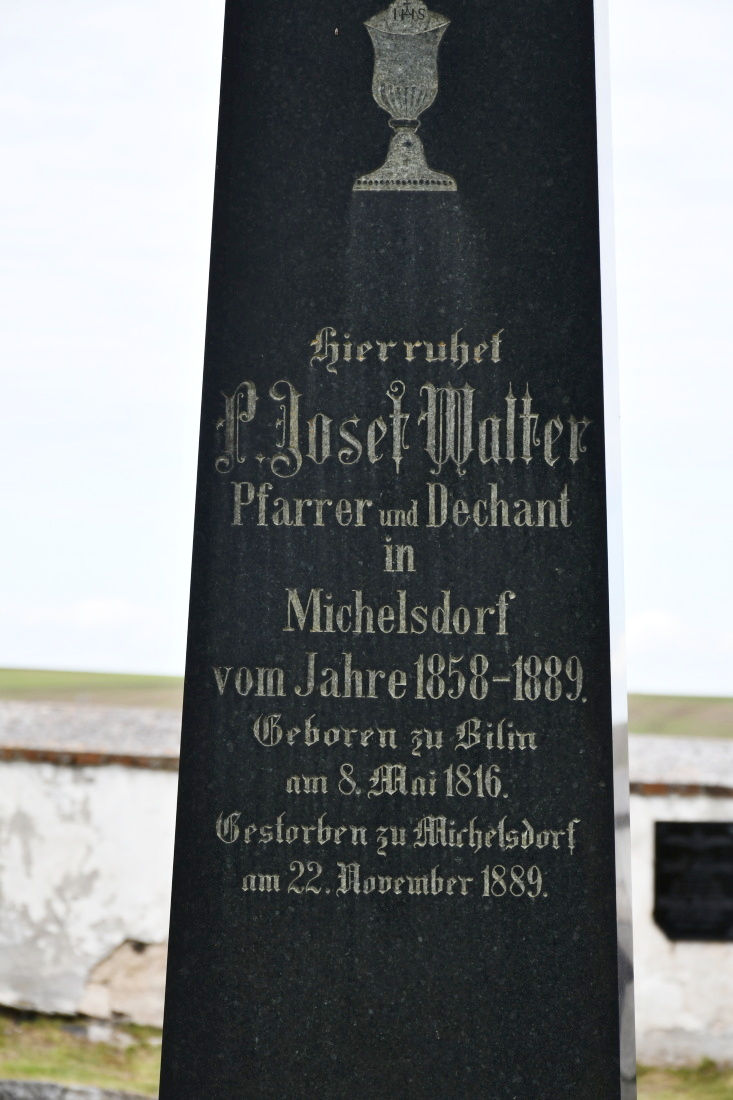 IHS
Hier ruhet
P. Josef Walter
Pfarrer und Dechant
in
Michelsdorf
vom Jahre 1858-1889.
Geboren zu Bilin
am 8. Mai 1816.
Gestorben zu Michelsdorf
am 22. November 1889.